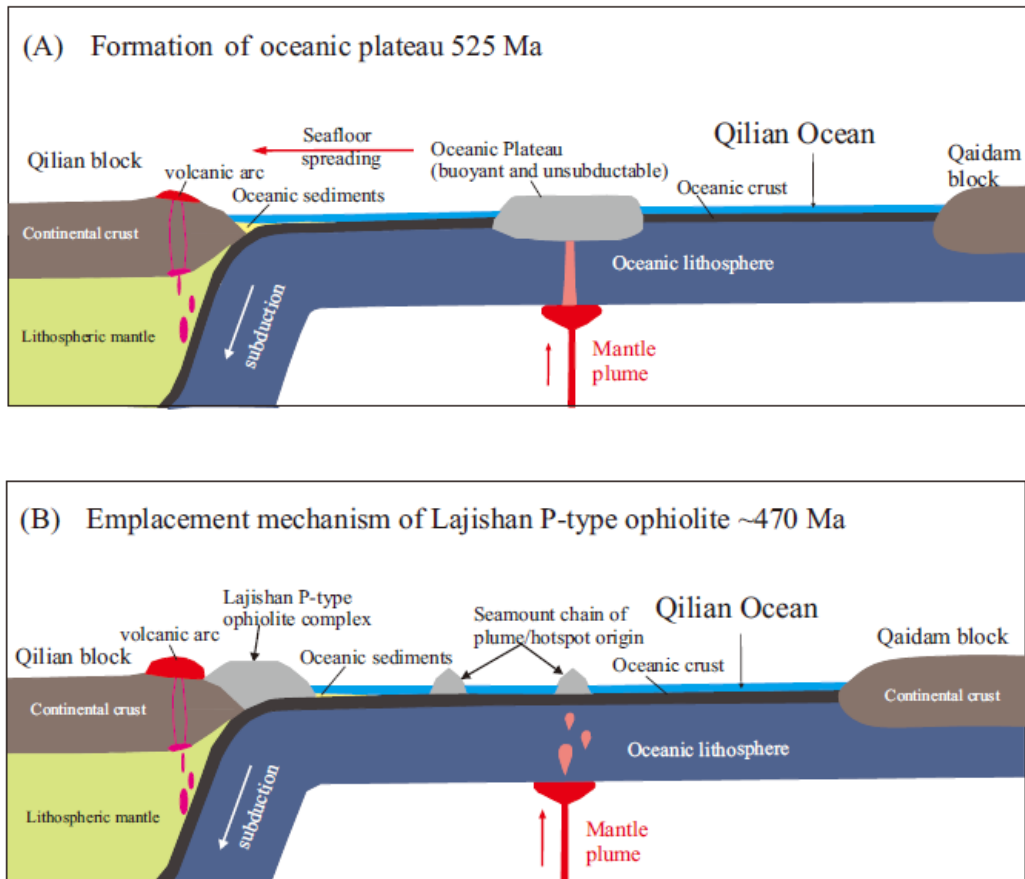 (A) Formation of oceanic plateau 525 Ma
Seafloor
spreading
Qilian Ocean
Qilian block
Oceanic Plateau
(buoyant and unsubductable)
Qaidam
block
volcanic arc
Oceanic sediments
Oceanic crust
Continental crust
Oceanic lithosphere
Lithospheric mantle
subduction
Mantle
plume
(B) Emplacement mechanism of Lajishan P-type ophiolite ~470 Ma
Lajishan P-type
ophiolite complex
Seamount chain of
plume/hotspot origin
Qilian Ocean
volcanic arc
Qilian block
Oceanic sediments
Oceanic crust
Qaidam block
Continental crust
Continental crust
Oceanic lithosphere
Lithospheric mantle
subduction
Mantle
plume